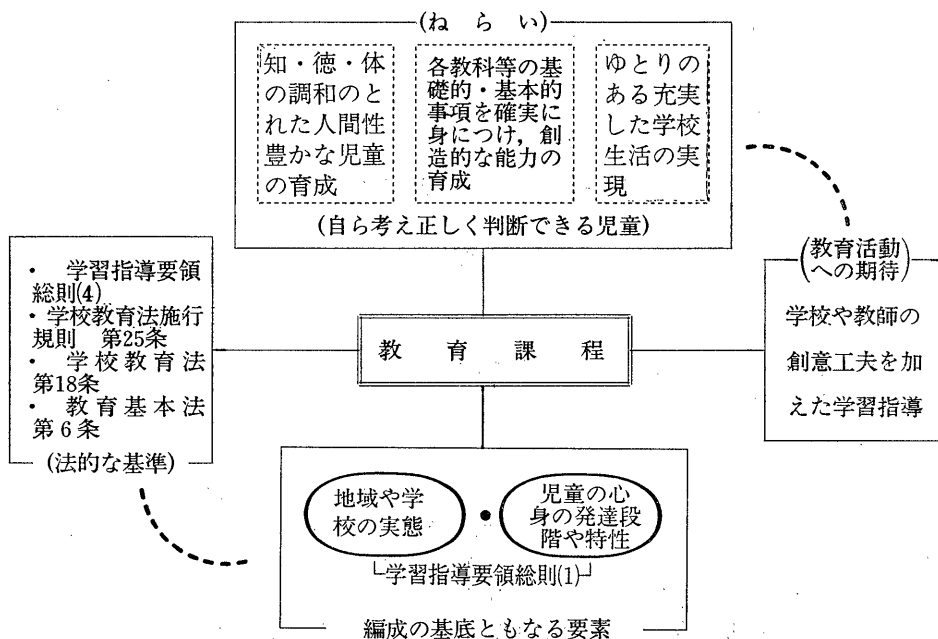 (ねらい)
知・徳・体
の調和のと
れた人間性
豊かな児童
の育成
各教科等の基
礎的・基本的
事項を確実に
身につけ，創
造的な能力の
育成
ゆとりの
ある充実
した学校
生活の実
現
(自ら考え正しく判断できる児童)
・ 学習指導要領
総則(4)
・学校教育法施行
規則 第25条
・学校教育法
第18条
・教育基本法
第6条
(法的な基準)
教育課程
(教育活動
への期待)
学校や教師の
創意工夫を加
えた学習指導
地域や学
校の実態
・
児童の心
身の発達段
階や特性
学習指導要領総則(1)
編成の基底ともなる要素